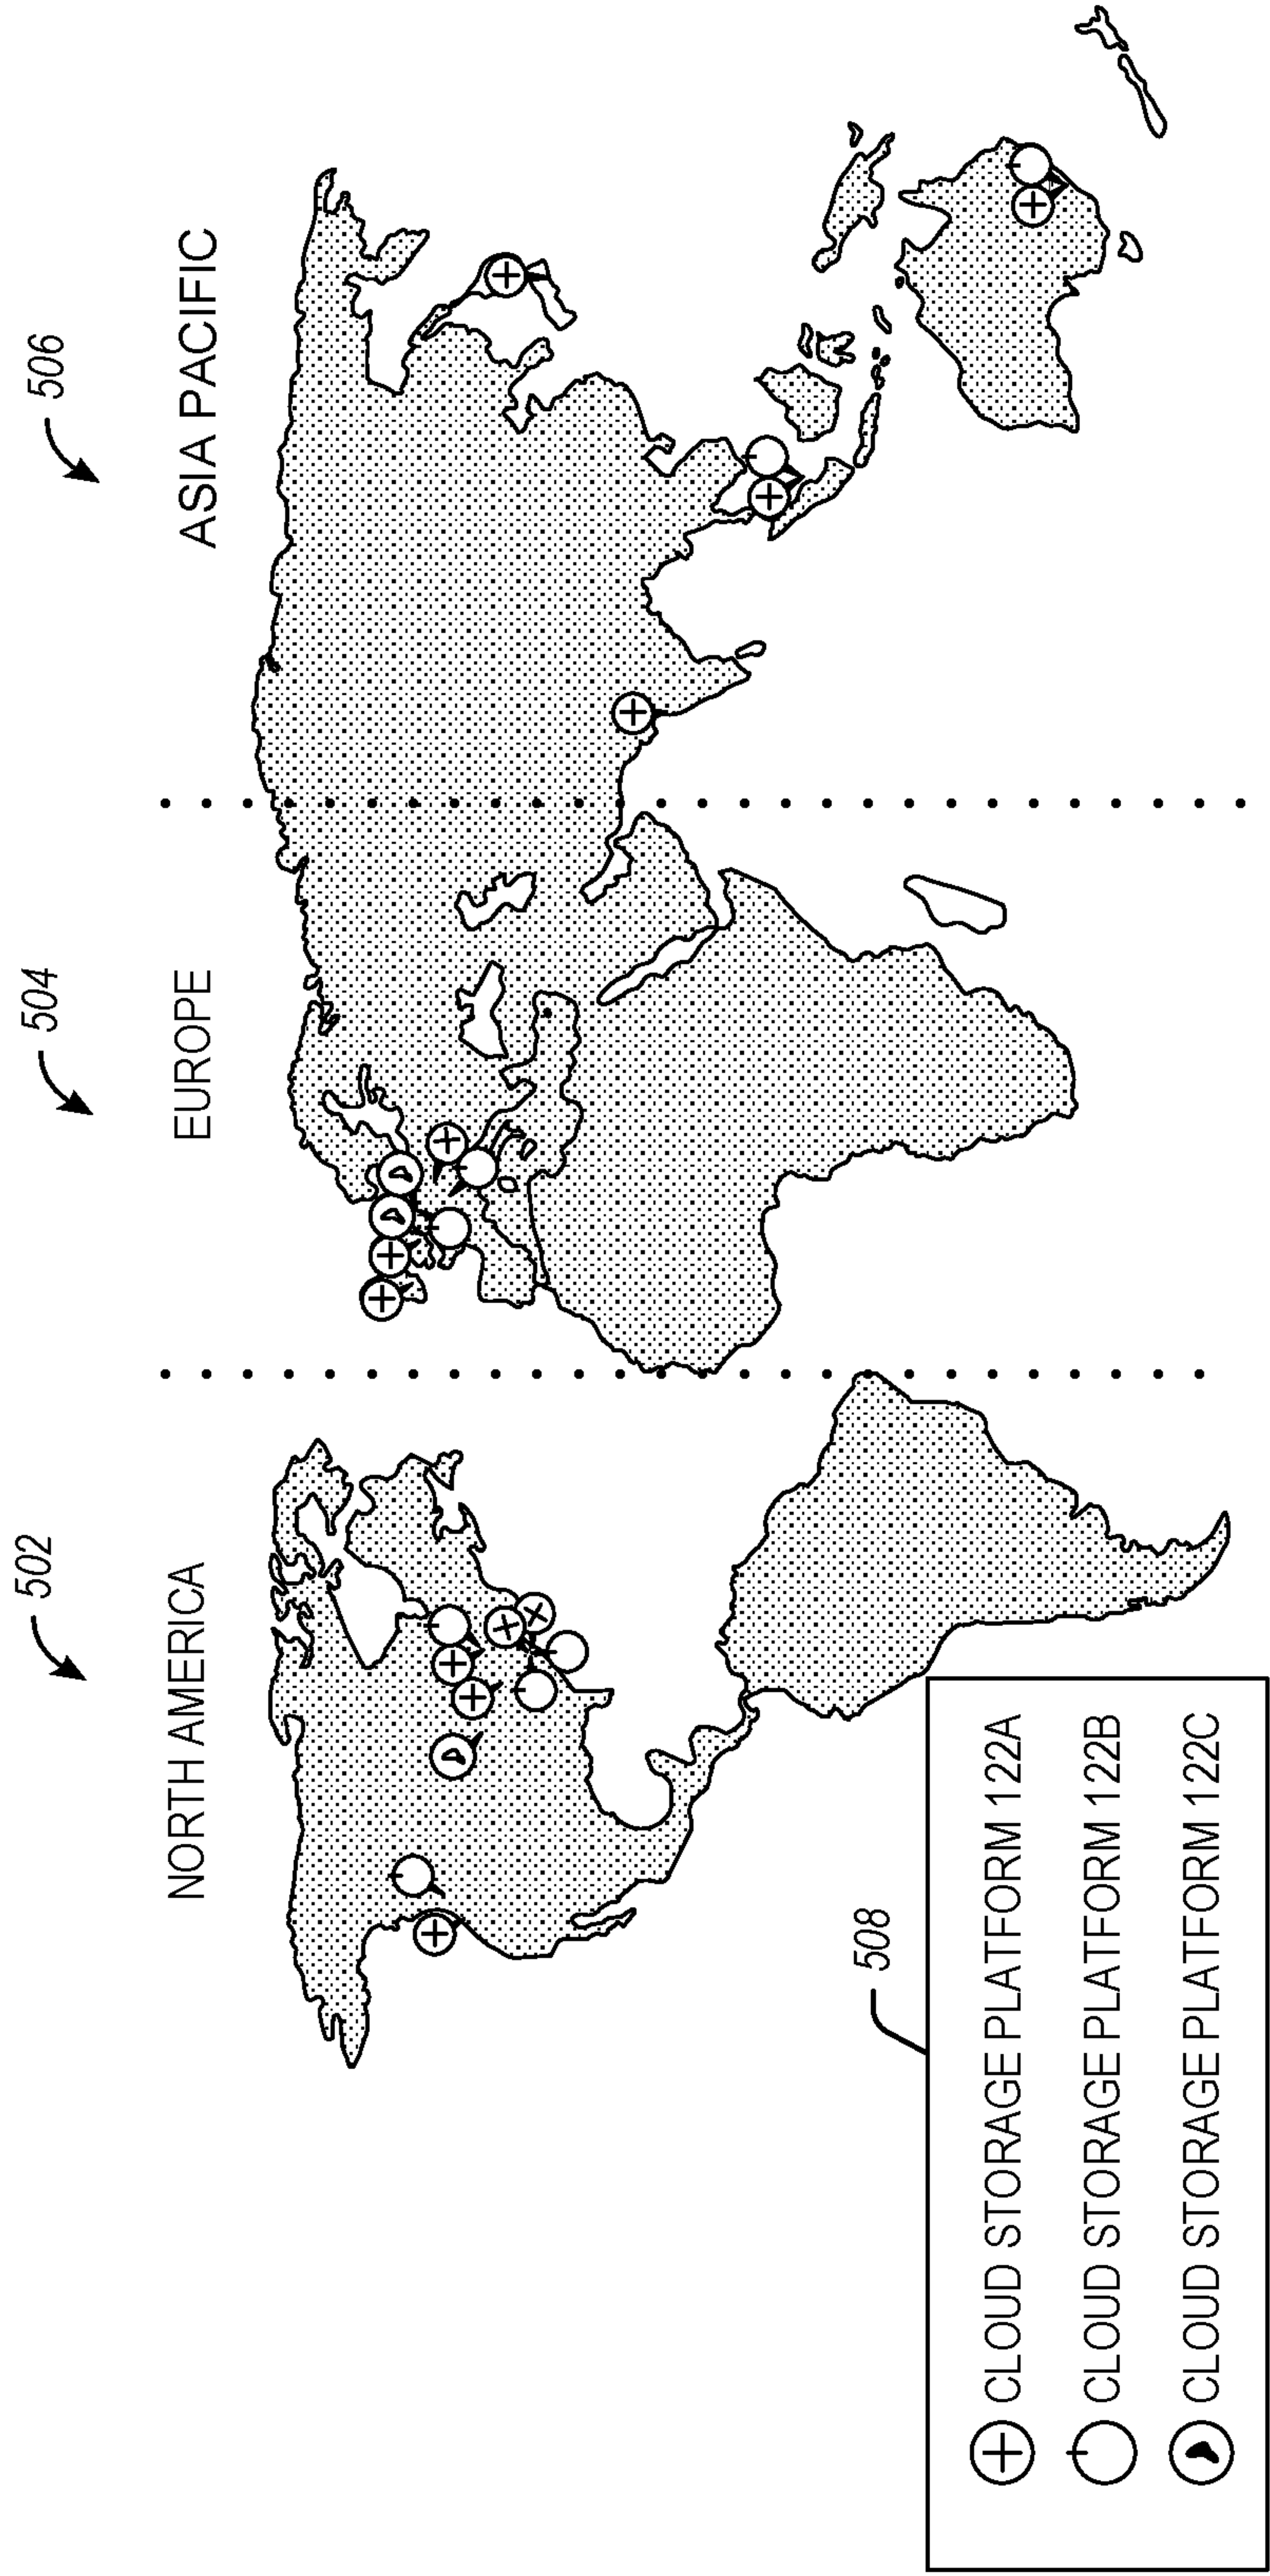 502
504
506
NORTH AMERICA
EUROPE
ASIA PACIFIC
508
CLOUD STORAGE PLATFORM 122A
CLOUD STORAGE PLATFORM 122B
CLOUD STORAGE PLATFORM 122C